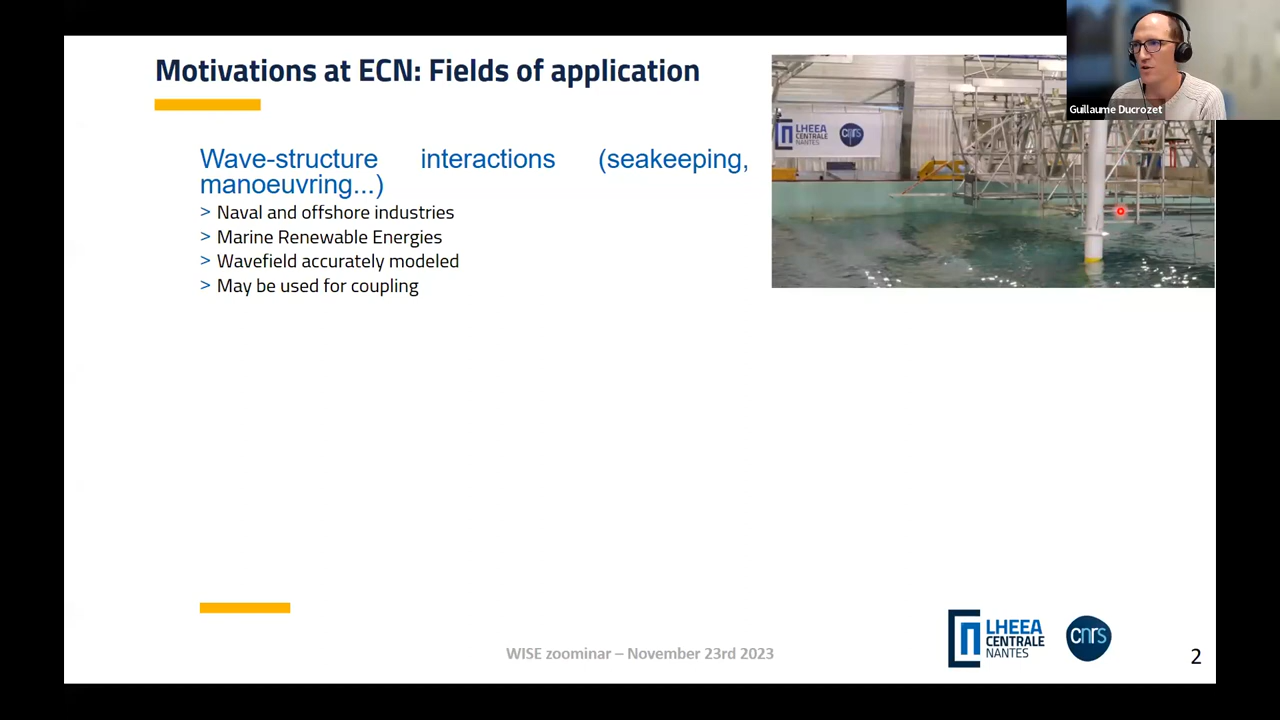 Motivations at ECN: Fields of application
Guillaume Ducrozet
LHEEA
CENTRALE
NANTES
cnrs
Wave-structure interactions (seakeeping,
manoeuvring...)
> Naval and offshore industries
> Marine Renewable Energies
> Wavefield accurately modeled
> May be used for coupling
WISE zoominar – November 23rd 2023
LHEEA
CENTRALE
NANTES
cnrs
2